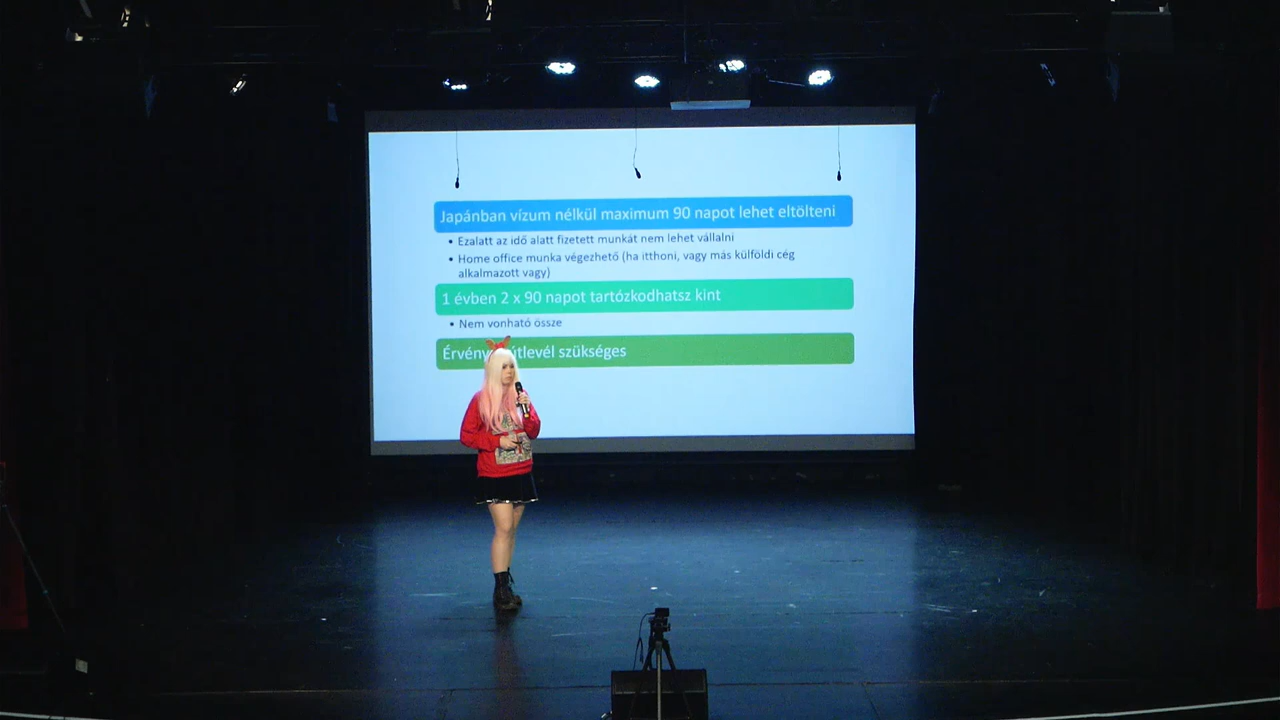 Japánban vízum nélkül maximum 90 napot lehet eltölteni
• Ezalatt az idő alatt fizetett munkát nem lehet vállalni
• Home office munka végezhető (ha itthoni, vagy más külföldi cég
alkalmazott vagy)
1 évben 2 x 90 napot tartózkodhatsz kint
• Nem vonható össze
szükséges